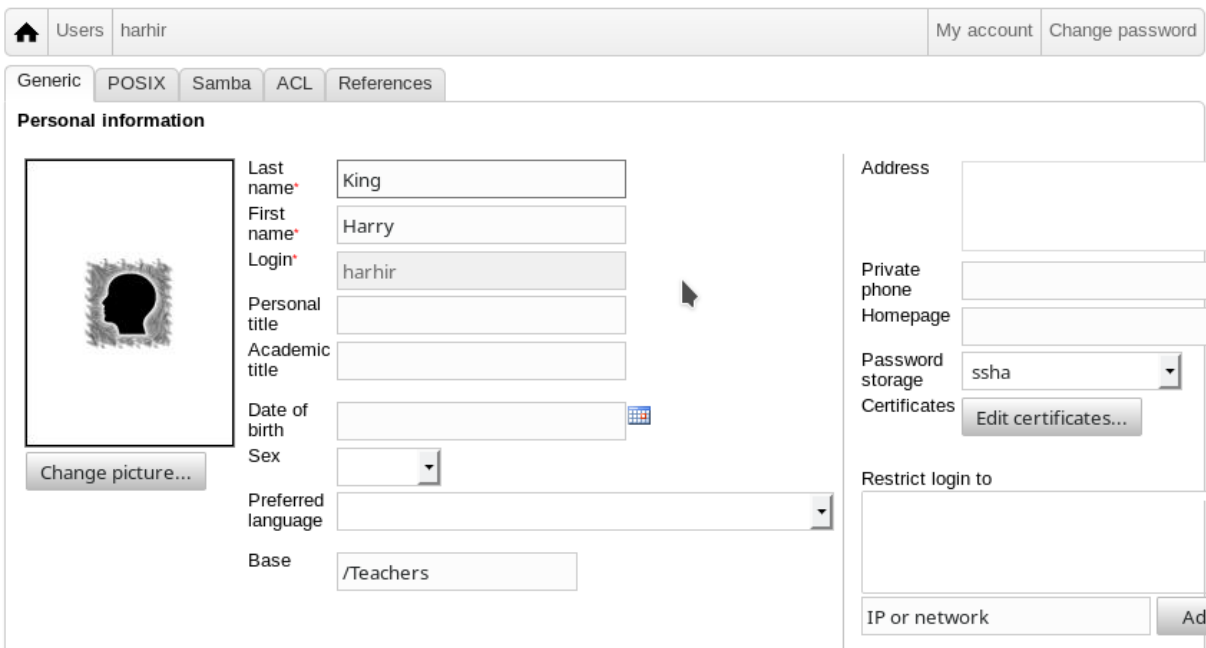 Users harhir My account Change password
Generic POSIX Samba ACL References
Personal information
Last
name* King
First
name* Harry
Login* harhir
Personal
title
Academic
title
Date of
birth
Sex
Preferred
language
Base /Teachers
Change picture...
Address
Private
phone
Homepage
Password
storage ssha
Certificates Edit certificates...
Restrict login to
IP or network Ad